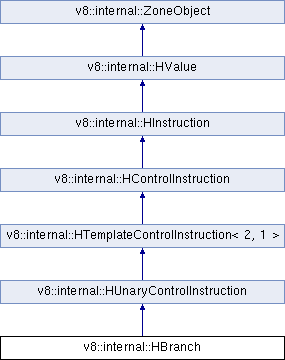 v8::internal::ZoneObject
v8::internal::HValue
v8::internal::HInstruction
v8::internal::HControlInstruction
v8::internal::HTemplateControlInstruction< 2, 1 >
v8::internal::HUnaryControlInstruction
v8::internal::HBranch